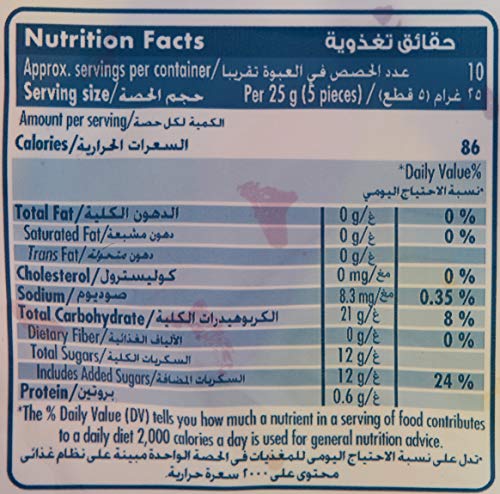 Nutrition Facts حقائق تغذوية
Approx. servings per container/عدد الحصص في العبوة تقريبا 10
Serving size/حجم الحصة Per 25 g (5 pieces) / ٢٥ غرام (٥ قطع)
Amount per serving/الكمية لكل حصة
Calories/السعرات الحرارية 86
*Daily Value%
*نسبة الاحتياج اليومي
Total Fat/الدهون الكلية 0 g/غ 0 %
Saturated Fat/دهون مشبعة 0 g/غ 0 %
Trans Fat/دهون متحولة 0 g/غ
Cholesterol/كوليسترول 0 mg/مغ 0 %
Sodium/صوديوم 8.3 mg/مغ 0.35 %
Total Carbohydrate/الكربوهيدرات الكلية 21 g/غ 8 %
Dietary Fiber/الألياف الغذائية 0 g/غ 0 %
Total Sugars/السكريات الكلية 12 g/غ
Includes Added Sugars/السكريات المضافة 12 g/غ 24 %
Protein/بروتين 0.6 g/غ
*The % Daily Value (DV) tells you how much a nutrient in a serving of food contributes
to a daily diet 2,000 calories a day is used for general nutrition advice.
*تدل على نسبة الاحتياج اليومي للمغذيات في الحصة الواحدة مبينة على نظام غذائي
محتوي على ٢٠٠٠ سعرة حرارية.